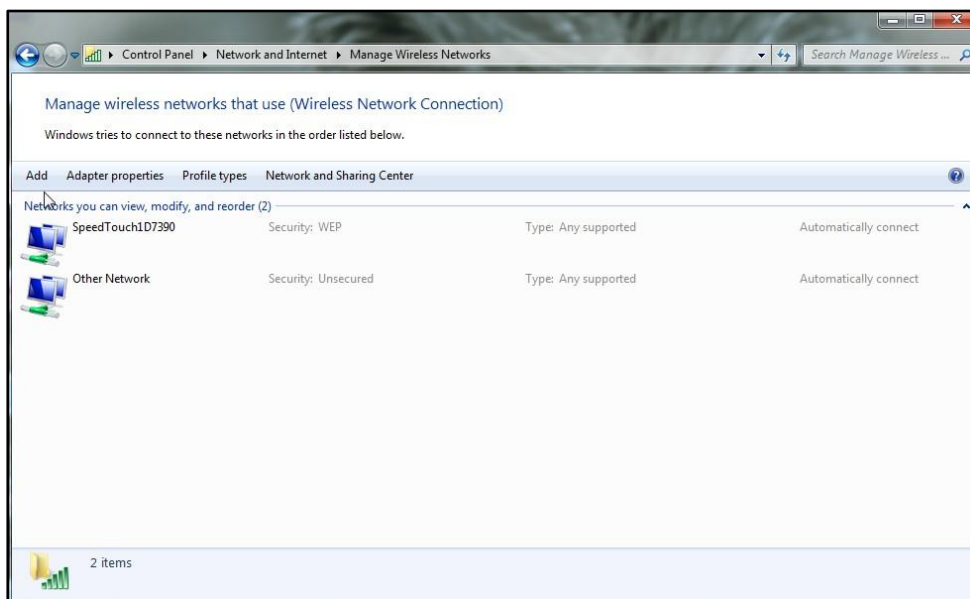 Control Panel Network and Internet Manage Wireless Networks Search Manage Wireless ...
Manage wireless networks that use (Wireless Network Connection)
Windows tries to connect to these networks in the order listed below.
Add Adapter properties Profile types Network and Sharing Center
Networks you can view, modify, and reorder (2)
SpeedTouch1D7390 Security: WEP Type: Any supported Automatically connect
Other Network Security: Unsecured Type: Any supported Automatically connect
2 items